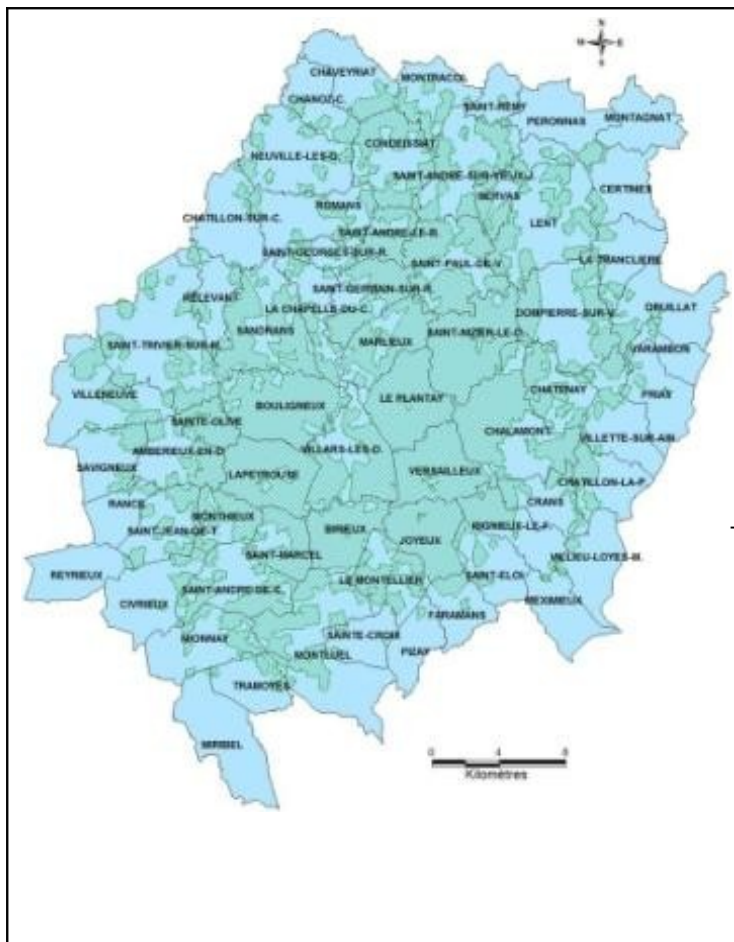 N
W E
S
CHAVEYRIAT
MONTRACOL
CHANOZ-C.
SAINT-REMY
PERONNAS
MONTAGNAT
CONDEISSIAT
NEUVILLE-LES-D.
SAINT-ANDRE-SUR-VIEUX-J.
CERTINES
SERVAS
ROMANS
CHATILLON-SUR-C.
LENT
SAINT-ANDRE-LE-B.
SAINT-GEORGES-SUR-R.
SAINT-PAUL-DE-V.
LA TRANCLIERE
SAINT-GERMAIN-SUR-R.
RELEVANT
LA CHAPELLE-DU-C.
DOMPIERRE-SUR-V.
DRUILLAT
SANDRANS
SAINT-NIZIER-LE-D.
MARLIEUX
SAINT-TRIVIER-SUR-M.
VARAMBON
CHATENAY
VILLENEUVE
PRIAY
LE PLANTAY
BOULIGNEUX
SAINTE-OLIVE
CHALAMONT
VILLETTE-SUR-AIN
AMBERIEUX-EN-D.
VILLARS-LES-D.
SAVIGNEUX
LAPEYROUSE
VERSAILLEUX
CHATILLON-LA-P.
RANCE
CRANS
MONTHIEUX
SAINT-JEAN-DE-T.
BIRIEUX
RIGNIEUX-LE-F.
JOYEUX
SAINT-MARCEL
VILLIEU-LOYES-M.
REYRIEUX
LE MONTELLIER
SAINT-ELOI
SAINT-ANDRE-DE-C.
CIVRIEUX
MEXIMIEUX
FARAMANS
SAINTE-CROIX
MIONNAY
PIZAY
MONTLUEL
TRAMOYES
MIRIBEL
0 4 8
Kilomètres